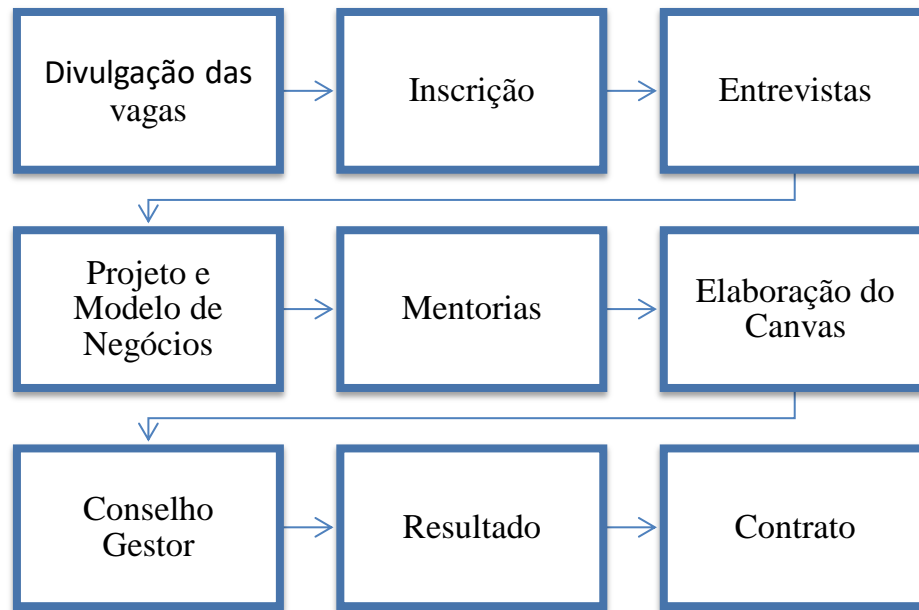 Divulgação das
vagas
Inscrição
Entrevistas
Projeto e
Modelo de
Negócios
Mentorias
Elaboração do
Canvas
Conselho
Gestor
Resultado
Contrato